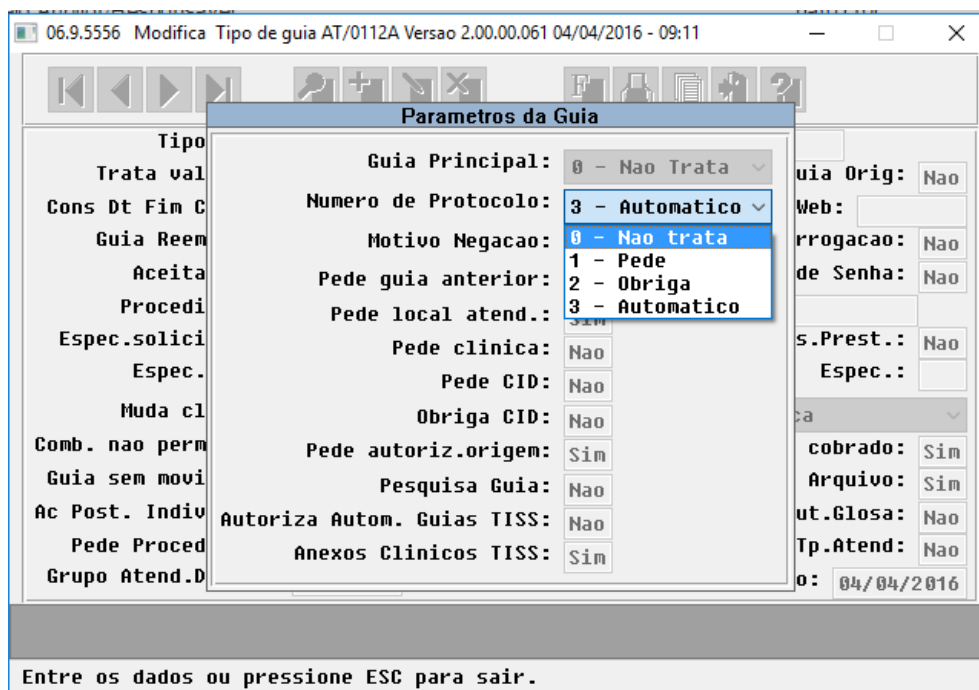 06.9.5556 Modifica Tipo de guia AT/0112A Versao 2.00.00.061 04/04/2016 - 09:11
Parametros da Guia
Tipo
Guia Principal: 0 - Nao Trata
Trata val
uia Orig: Nao
Numero de Protocolo: 3 - Automatico
Cons Dt Fim C
Web:
0 - Nao trata
1 - Pede
2 - Obriga
3 - Automatico
Guia Reem
Motivo Negacao:
rrogacao: Nao
Aceita
Pede guia anterior:
de Senha: Nao
Procedi
Pede local atend.: Sim
Espec.solici
Pede clinica: Nao
s.Prest.: Nao
Espec.
Pede CID: Nao
Espec.:
Muda cl
Obriga CID: Nao
ca
Comb. nao perm
Pede autoriz.origem: Sim
cobrado: Sim
Guia sem movi
Pesquisa Guia: Nao
Arquivo: Sim
Ac Post. Indiv
Autoriza Autom. Guias TISS: Nao
ut.Glosa: Nao
Pede Proced
Anexos Clinicos TISS: Sim
Tp.Atend: Nao
Grupo Atend.D
o: 04/04/2016
Entre os dados ou pressione ESC para sair.